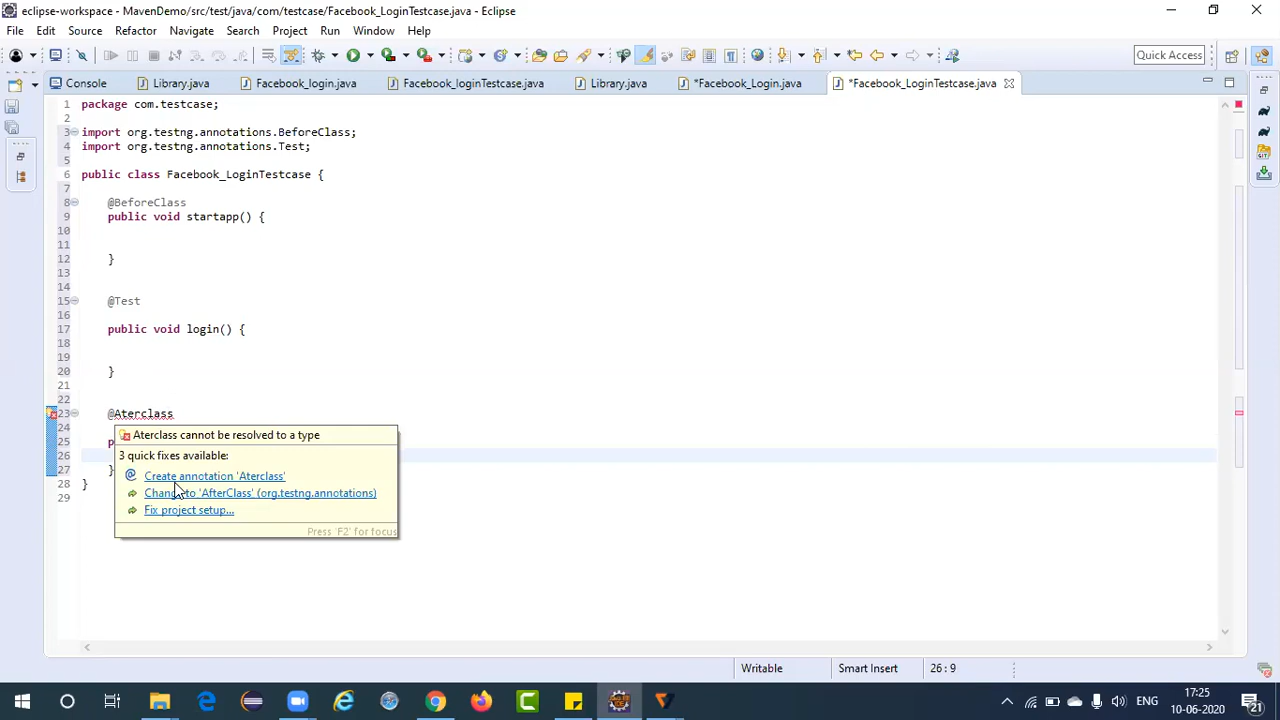 eclipse-workspace - MavenDemo/src/test/java/com/testcase/Facebook_LoginTestcase.java - Eclipse
File Edit Source Refactor Navigate Search Project Run Window Help
Quick Access
Console Library.java Facebook_login.java Facebook_loginTestcase.java Library.java *Facebook_Login.java *Facebook_LoginTestcase.java
1 package com.testcase;
2
3 import org.testng.annotations.BeforeClass;
4 import org.testng.annotations.Test;
5
6 public class Facebook_LoginTestcase {
7
8 @BeforeClass
9 public void startapp() {
10
11
12 }
13
14
15 @Test
16
17 public void login() {
18
19
20 }
21
22
23 @Aterclass
24
25 p
26
27 }
28 }
29
Aterclass cannot be resolved to a type
3 quick fixes available:
Create annotation 'Aterclass'
Change to 'AfterClass' (org.testng.annotations)
Fix project setup...
Press 'F2' for focus
Writable Smart Insert 26 : 9
ENG
17:25
10-06-2020
21